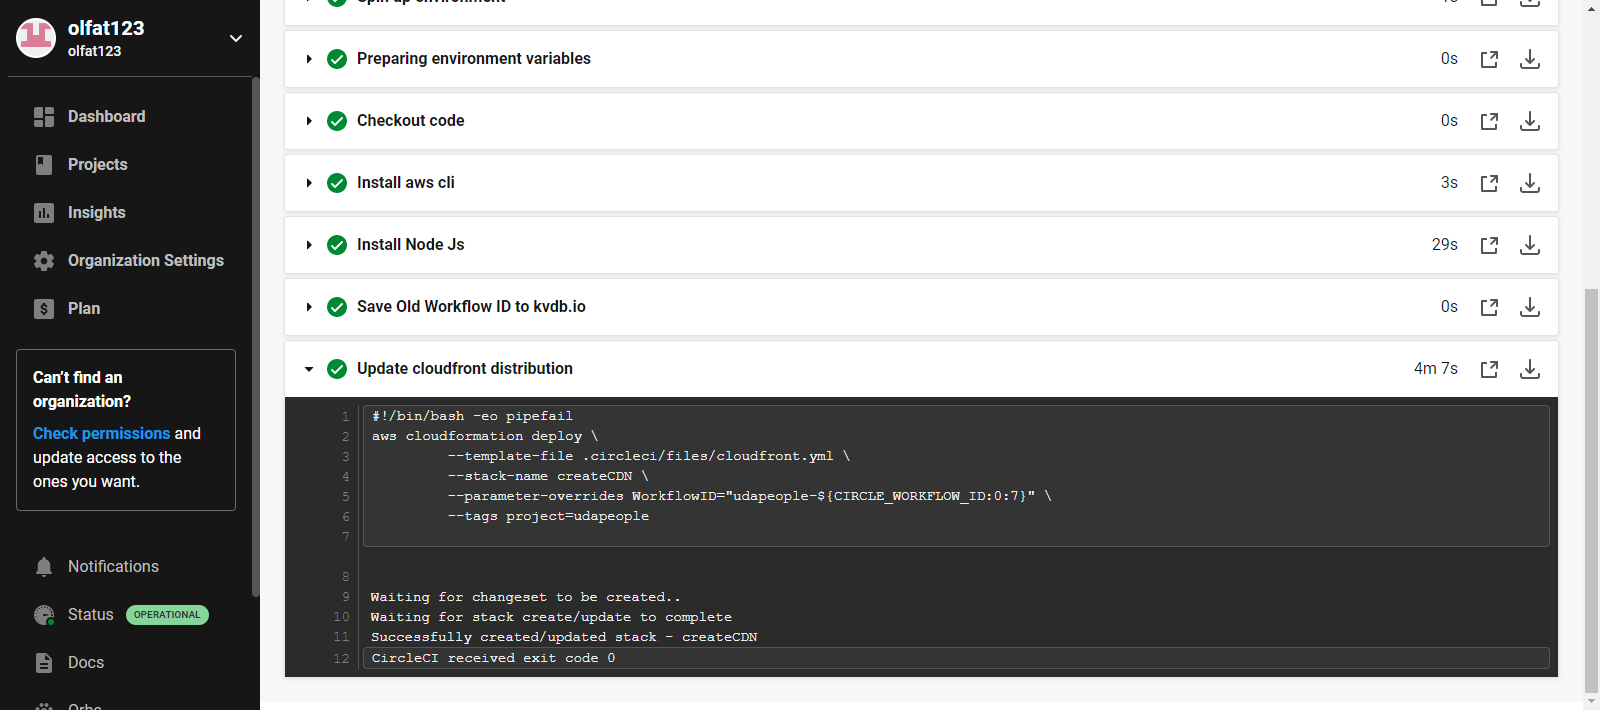 olfat123
olfat123
Dashboard
Projects
Insights
Organization Settings
Plan
Can't find an
organization?
Check permissions and
update access to the
ones you want.
Notifications
Status OPERATIONAL
Docs
Orbs
Spin up environment
Preparing environment variables 0s
Checkout code 0s
Install aws cli 3s
Install Node Js 29s
Save Old Workflow ID to kvdb.io 0s
Update cloudfront distribution 4m 7s
1 #!/bin/bash -eo pipefail
2 aws cloudformation deploy \
3 --template-file .circleci/files/cloudfront.yml \
4 --stack-name createCDN \
5 --parameter-overrides WorkflowID="udapeople-${CIRCLE_WORKFLOW_ID:0:7}" \
6 --tags project=udapeople
7
8
9 Waiting for changeset to be created..
10 Waiting for stack create/update to complete
11 Successfully created/updated stack - createCDN
12 CircleCI received exit code 0